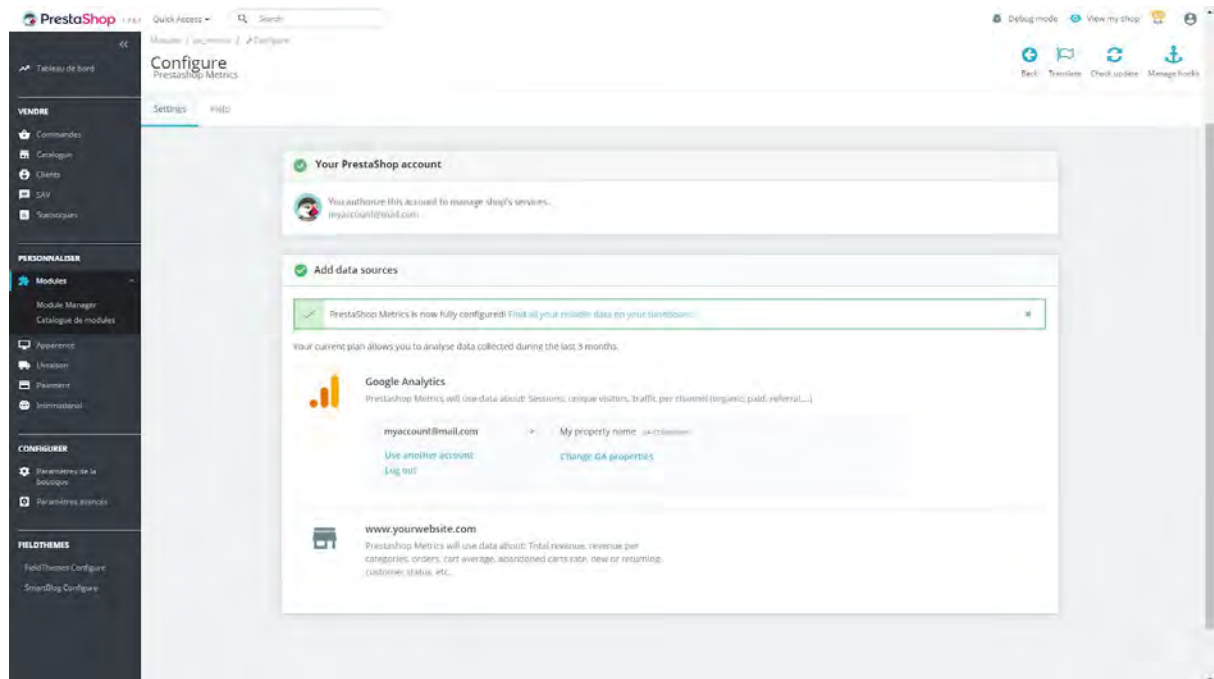 PrestaShop
Quick Access
Search
Debug mode
View my shop
Configure
Configure
Prestashop Metrics
Back
Translate
Check update
Manage hooks
Settings
Help
Tableau de bord
VENDRE
Commandes
Catalogue
Clients
SAV
Statistiques
PERSONNALISER
Modules
Module Manager
Catalogue de modules
Apparence
Livraison
Paiement
International
CONFIGURER
Paramètres de la
boutique
Paramètres avancés
FIELDTHEMES
FieldThemes Configure
SmartBlog Configure
Your PrestaShop account
You authorize this account to manage shop's services.
myaccount@mail.com
Add data sources
PrestaShop Metrics is now fully configured! Find all your reliable data on your dashboard.
Your current plan allows you to analyse data collected during the last 3 months.
Google Analytics
Prestashop Metrics will use data about: Sessions, unique visitors, traffic per channel (organic, paid, referral,...)
myaccount@mail.com > My property name
Use another account
Change GA properties
Log out
www.yourwebsite.com
Prestashop Metrics will use data about: Total revenue, revenue per
categories, orders, cart average, abandoned carts rate, new or returning
customer status, etc.